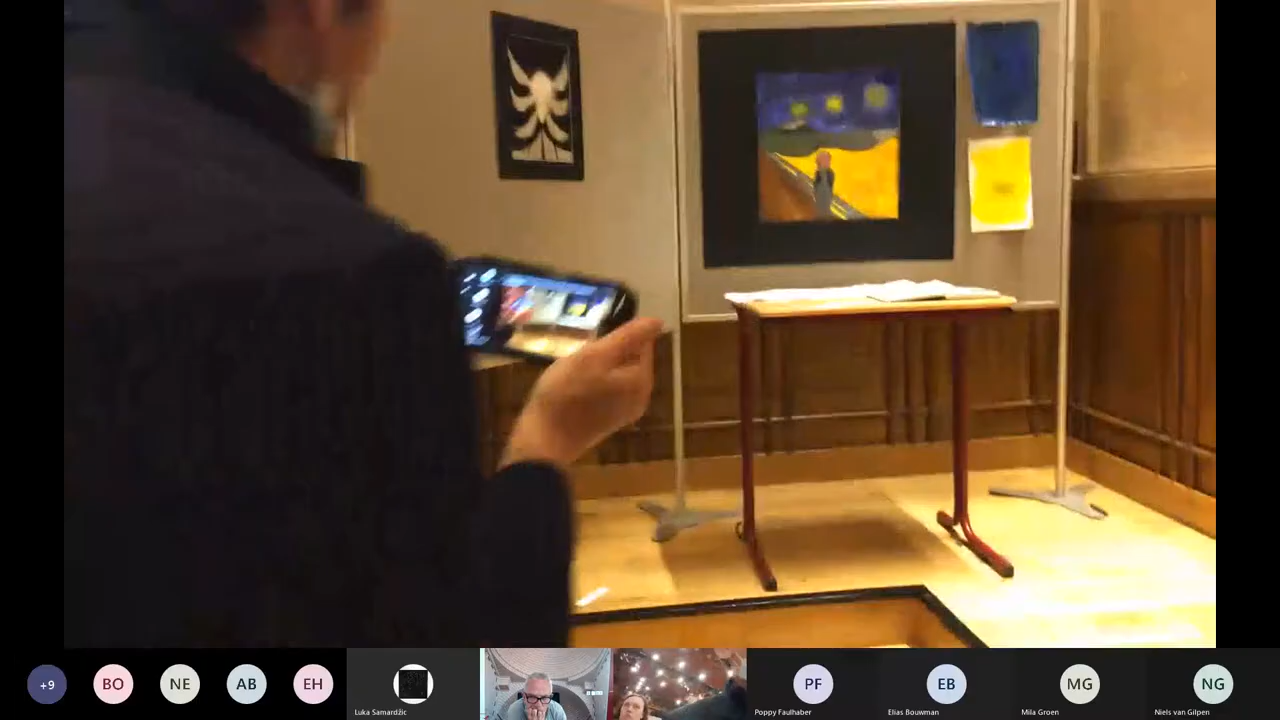 +9
BO
NE
AB
EH
Luka Samardžic
PF
Poppy Faulhaber
EB
Elias Bouwman
MG
Mila Groen
NG
Niels van Gilpen